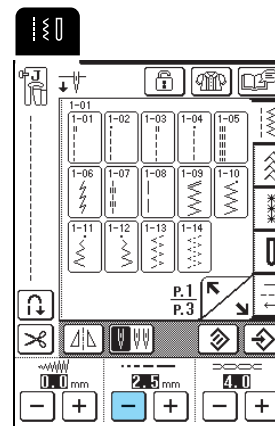 J
1-01
1-01 1-02 1-03 1-04 1-05
1-06 1-07 1-08 1-09 1-10
1-11 1-12 1-13 1-14
P.1
P.3
0.0 mm 2.5 mm 4.0
− + − + − +